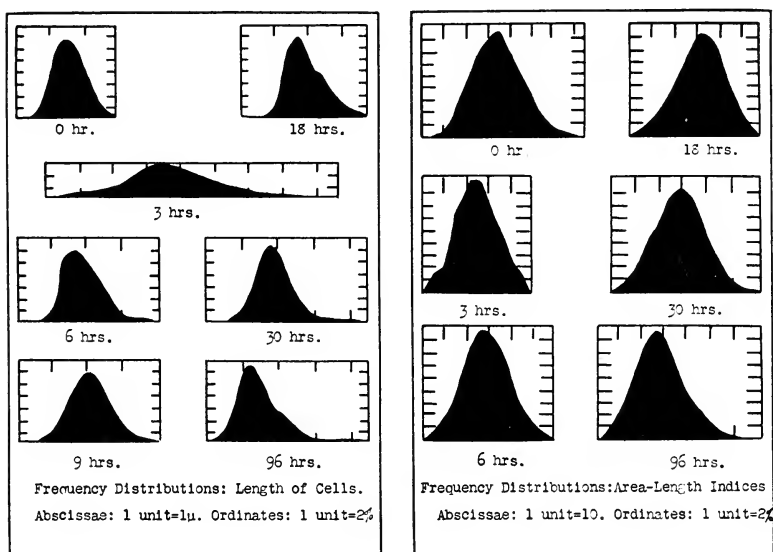 0 hr.
18 hrs.
3 hrs.
6 hrs.
30 hrs.
9 hrs.
96 hrs.
Frequency Distributions: Length of Cells.
Abscissae: 1 unit=1µ. Ordinates: 1 unit=2%
0 hr
18 hrs.
3 hrs.
30 hrs.
6 hrs.
96 hrs.
Frequency Distributions:Area-Length Indices
Abscissae: 1 unit=10. Ordinates: 1 unit=2%